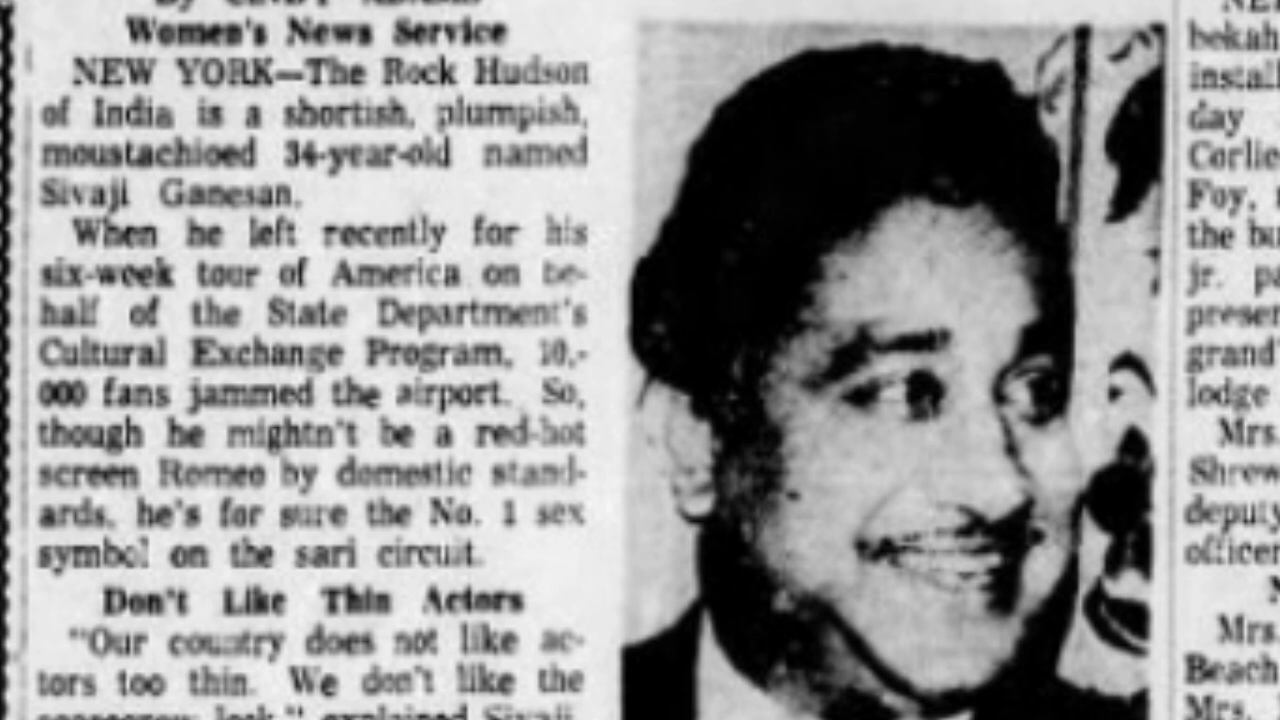 Women's News Service
NEW YORK—The Rock Hudson
of India is a shortish, plumpish,
moustachioed 34-year-old named
Sivaji Ganesan.
When he left recently for his
six-week tour of America on be-
half of the State Department's
Cultural Exchange Program, 10,-
000 fans jammed the airport. So,
though he mightn't be a red-hot
screen Romeo by domestic stand-
ards, he's for sure the No. 1 sex
symbol on the sari circuit.
Don't Like Thin Actors
"Our country does not like ac-
tors too thin. We don't like the
look," explained Sivaji,
bekah
install
day
Corlie
Foy,
the bu
jr. pa
presen
grand
lodge
Mrs.
Shrew
deputy
officer
Mrs.
Beach
Mrs.